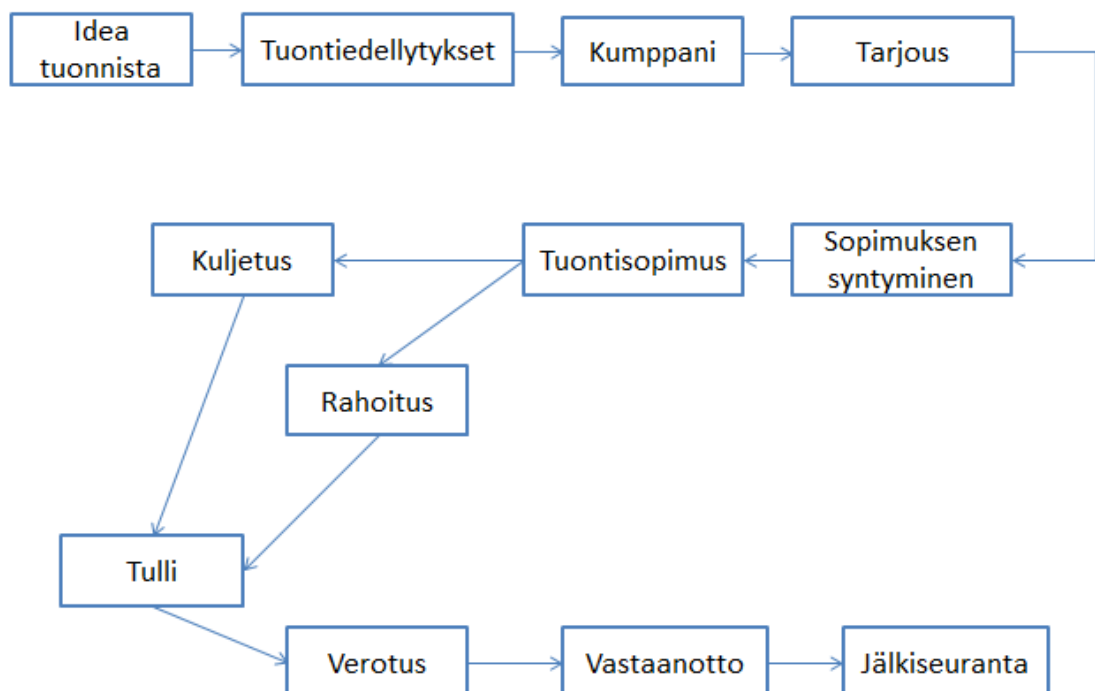 Idea
tuonnista
Tuontiedellytykset
Kumppani
Tarjous
Sopimuksen
syntyminen
Tuontisopimus
Kuljetus
Rahoitus
Tulli
Verotus
Vastaanotto
Jälkiseuranta